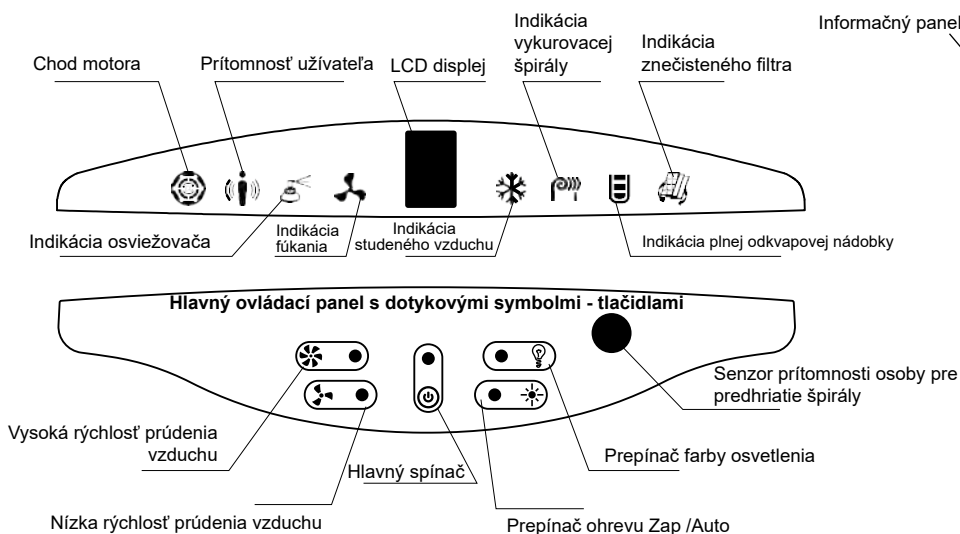 Informačný panel
Indikácia
vykurovacej
špirály
Indikácia
znečisteného filtra
Chod motora
Prítomnosť užívateľa
LCD displej
Indikácia osviežovača
Indikácia
fúkania
Indikácia
studeného vzduchu
Indikácia plnej odkvapovej nádobky
Hlavný ovládací panel s dotykovými symbolmi - tlačidlami
Senzor prítomnosti osoby pre
predhriatie špirály
Vysoká rýchlosť prúdenia
vzduchu
Hlavný spínač
Prepínač farby osvetlenia
Nízka rýchlosť prúdenia vzduchu
Prepínač ohrevu Zap /Auto